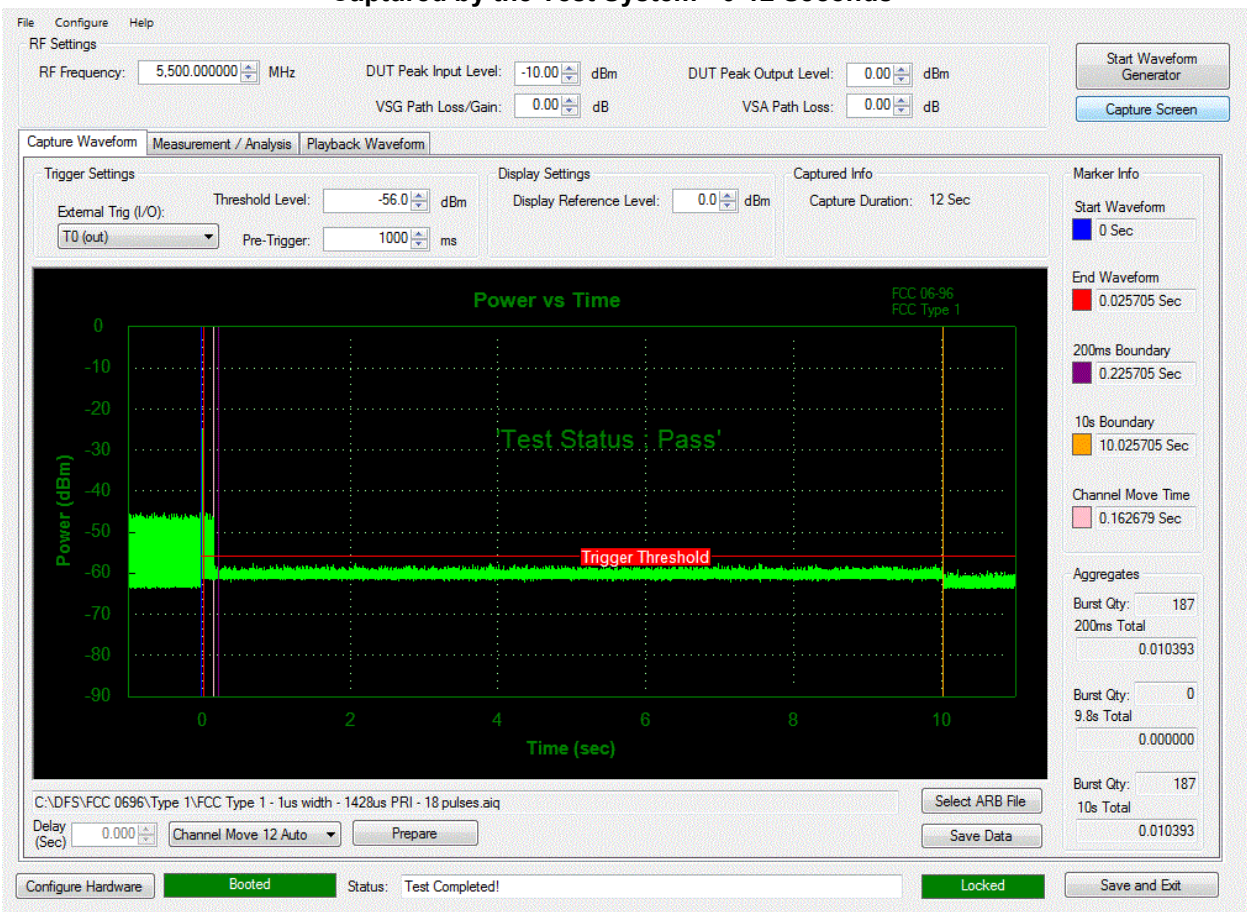 File Configure Help
RF Settings
RF Frequency: 5,500.000000 MHz DUT Peak Input Level: -10.00 dBm DUT Peak Output Level: 0.00 dBm
VSG Path Loss/Gain: 0.00 dB VSA Path Loss: 0.00 dB
Start Waveform
Generator
Capture Screen
Capture Waveform Measurement / Analysis Playback Waveform
Trigger Settings
Threshold Level: -56.0 dBm
External Trig (I/O):
T0 (out)
Pre-Trigger: 1000 ms
Display Settings
Display Reference Level: 0.0 dBm
Captured Info
Capture Duration: 12 Sec
Marker Info
Start Waveform
0 Sec
End Waveform
0.025705 Sec
200ms Boundary
0.225705 Sec
10s Boundary
10.025705 Sec
Channel Move Time
0.162679 Sec
Aggregates
Burst Qty: 187
200ms Total
0.010393
Burst Qty: 0
9.8s Total
0.000000
Burst Qty: 187
10s Total
0.010393
Power vs Time
FCC 06-96
FCC Type 1
'Test Status : Pass'
Trigger Threshold
Power (dBm)
0
-10
-20
-30
-40
-50
-60
-70
-80
-90
0 2 4 6 8 10
Time (sec)
C:\DFS\FCC 0696\Type 1\FCC Type 1 - 1us width - 1428us PRI - 18 pulses.aiq
Select ARB File
Delay
(Sec)
0.000 Channel Move 12 Auto Prepare Save Data
Configure Hardware Booted Status: Test Completed! Locked Save and Exit